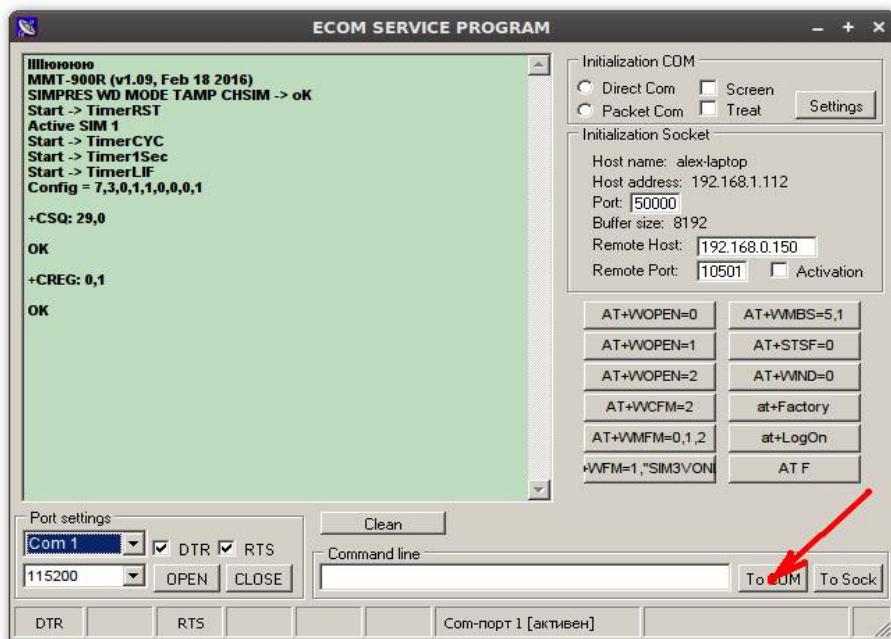 ECOM SERVICE PROGRAM
MMT-900R (v1.09, Feb 18 2016)
SIMPRES WD MODE TAMP CHSIM -> oK
Start -> TimerRST
Active SIM 1
Start -> TimerCYC
Start -> Timer1Sec
Start -> TimerLIF
Config = 7,3,0,1,1,0,0,0,1
+CSQ: 29,0
OK
+CREG: 0,1
OK
Initialization COM
Direct Com
Screen
Packet Com
Treat
Settings
Initialization Socket
Host name: alex-laptop
Host address: 192.168.1.112
Port: 50000
Buffer size: 8192
Remote Host: 192.168.0.150
Remote Port: 10501
Activation
AT+WOPEN=0
AT+WMBS=5,1
AT+WOPEN=1
AT+STSF=0
AT+WOPEN=2
AT+WIND=0
AT+WCFM=2
at+Factory
AT+WMFM=0,1,2
at+LogOn
AT F
Port settings
Com 1
DTR
RTS
115200
OPEN
CLOSE
Clean
Command line
To COM
To Sock
DTR
RTS
Com-порт 1 [активен]